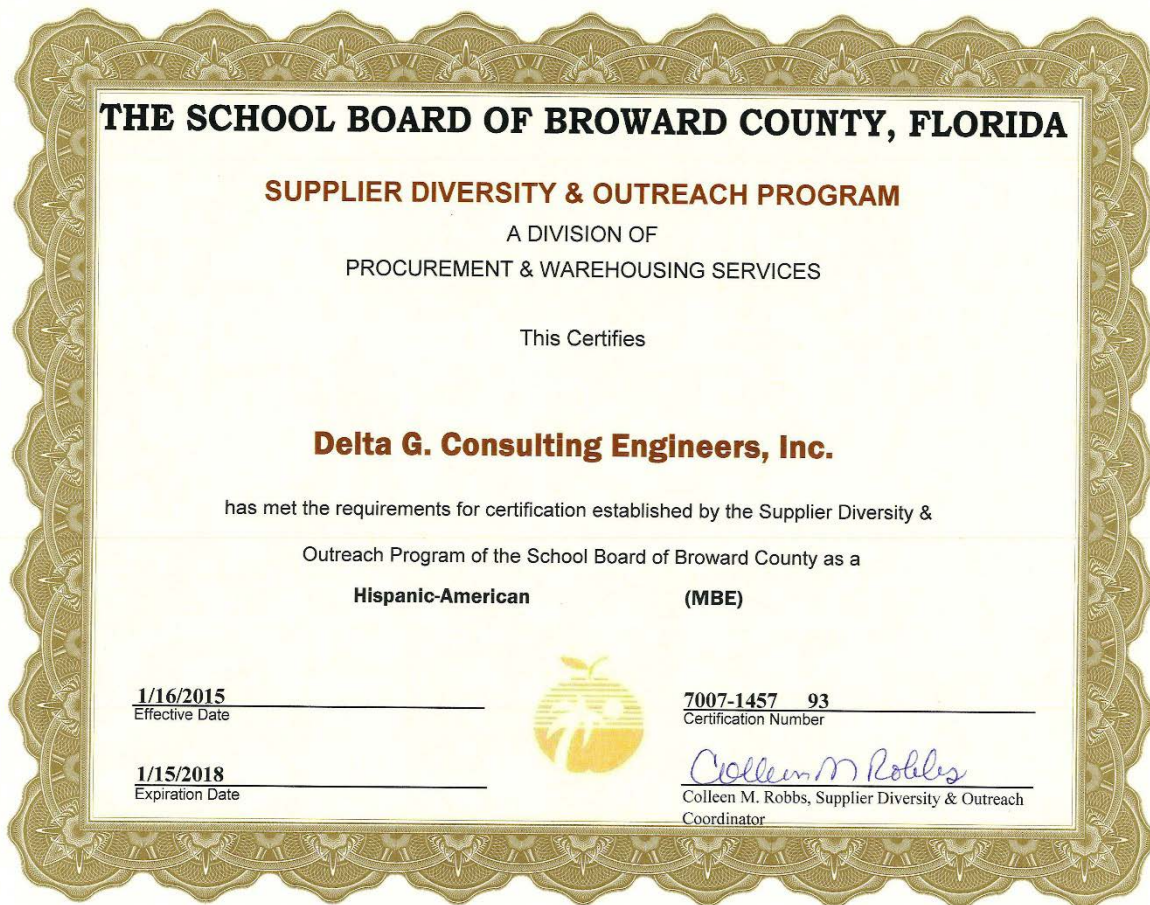 THE SCHOOL BOARD OF BROWARD COUNTY, FLORIDA
SUPPLIER DIVERSITY & OUTREACH PROGRAM
A DIVISION OF
PROCUREMENT & WAREHOUSING SERVICES
This Certifies
Delta G. Consulting Engineers, Inc.
has met the requirements for certification established by the Supplier Diversity &
Outreach Program of the School Board of Broward County as a
Hispanic-American (MBE)
1/16/2015
Effective Date
7007-1457 93
Certification Number
1/15/2018
Expiration Date
Colleen M Robbs
Colleen M. Robbs, Supplier Diversity & Outreach
Coordinator